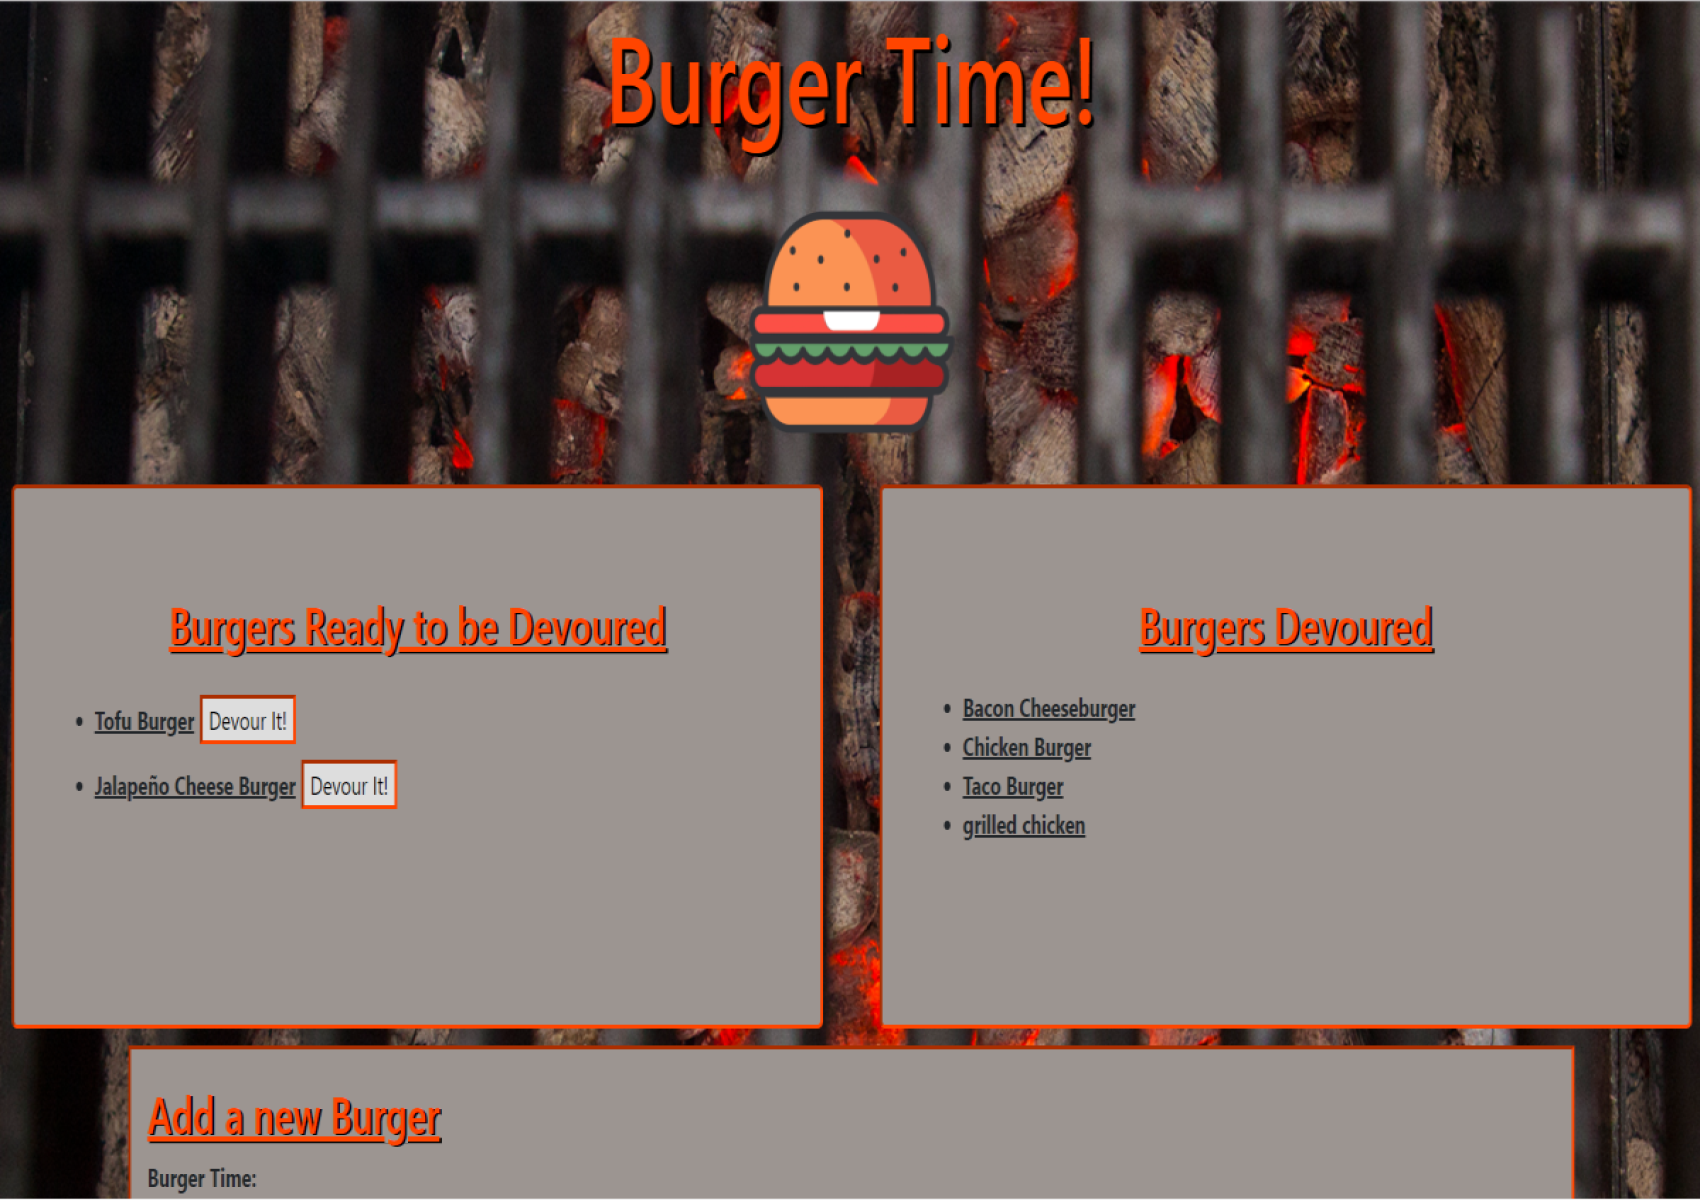 Burger Time!
Burgers Ready to be Devoured
Tofu Burger Devour It!
Jalapeño Cheese Burger Devour It!
Burgers Devoured
Bacon Cheeseburger
Chicken Burger
Taco Burger
grilled chicken
Add a new Burger
Burger Time: